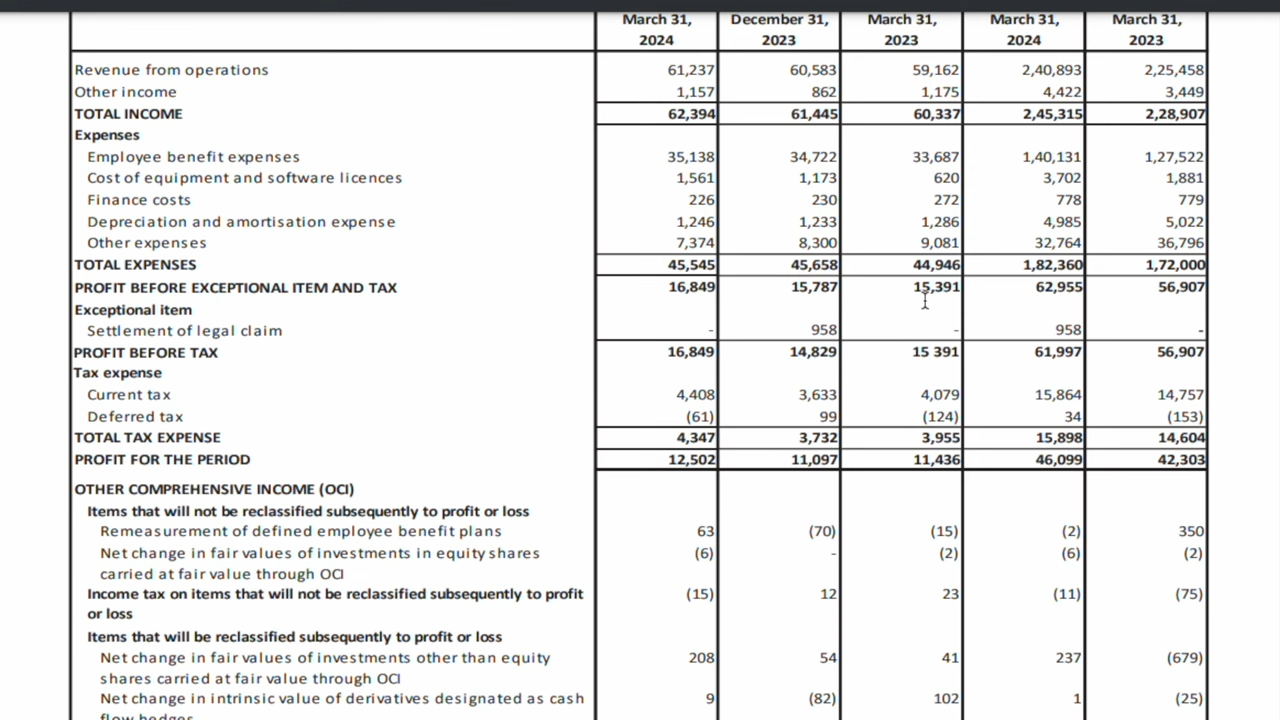 March 31, December 31, March 31, March 31, March 31,
2024 2023 2023 2024 2023
Revenue from operations 61,237 60,583 59,162 2,40,893 2,25,458
Other income 1,157 862 1,175 4,422 3,449
TOTAL INCOME 62,394 61,445 60,337 2,45,315 2,28,907
Expenses
Employee benefit expenses 35,138 34,722 33,687 1,40,131 1,27,522
Cost of equipment and software licences 1,561 1,173 620 3,702 1,881
Finance costs 226 230 272 778 779
Depreciation and amortisation expense 1,246 1,233 1,286 4,985 5,022
Other expenses 7,374 8,300 9,081 32,764 36,796
TOTAL EXPENSES 45,545 45,658 44,946 1,82,360 1,72,000
PROFIT BEFORE EXCEPTIONAL ITEM AND TAX 16,849 15,787 15,391 62,955 56,907
Exceptional item
Settlement of legal claim - 958 - 958 -
PROFIT BEFORE TAX 16,849 14,829 15 391 61,997 56,907
Tax expense
Current tax 4,408 3,633 4,079 15,864 14,757
Deferred tax (61) 99 (124) 34 (153)
TOTAL TAX EXPENSE 4,347 3,732 3,955 15,898 14,604
PROFIT FOR THE PERIOD 12,502 11,097 11,436 46,099 42,303
OTHER COMPREHENSIVE INCOME (OCI)
Items that will not be reclassified subsequently to profit or loss
Remeasurement of defined employee benefit plans 63 (70) (15) (2) 350
Net change in fair values of investments in equity shares (6) - (2) (6) (2)
carried at fair value through OCI
Income tax on items that will not be reclassified subsequently to profit (15) 12 23 (11) (75)
or loss
Items that will be reclassified subsequently to profit or loss
Net change in fair values of investments other than equity 208 54 41 237 (679)
shares carried at fair value through OCI
Net change in intrinsic value of derivatives designated as cash 9 (82) 102 1 (25)
flow hedges